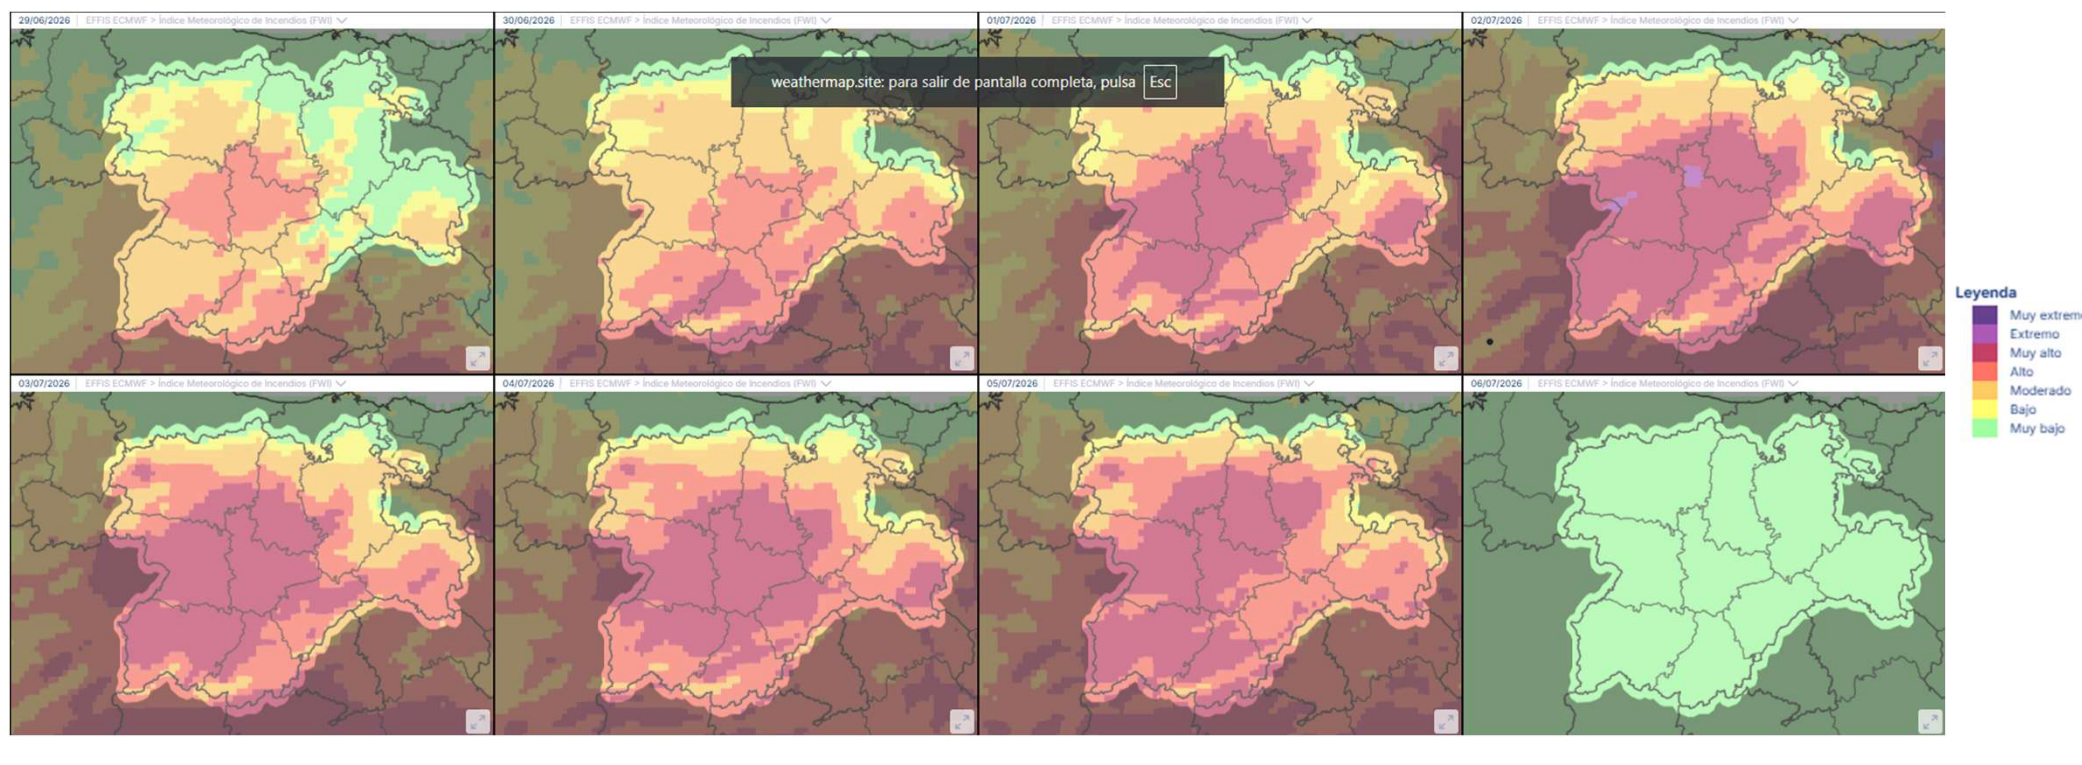 29/06/2026 EFFIS ECMWF > Índice Meteorológico de Incendios (FWI)
30/06/2026 EFFIS ECMWF > Índice Meteorológico de Incendios (FWI)
01/07/2026 EFFIS ECMWF > Índice Meteorológico de Incendios (FWI)
02/07/2026 EFFIS ECMWF > Índice Meteorológico de Incendios (FWI)
weathermap.site: para salir de pantalla completa, pulsa Esc
Leyenda
Muy extremo
Extremo
Muy alto
Alto
Moderado
Bajo
Muy bajo
03/07/2026 EFFIS ECMWF > Índice Meteorológico de Incendios (FWI)
04/07/2026 EFFIS ECMWF > Índice Meteorológico de Incendios (FWI)
05/07/2026 EFFIS ECMWF > Índice Meteorológico de Incendios (FWI)
06/07/2026 EFFIS ECMWF > Índice Meteorológico de Incendios (FWI)